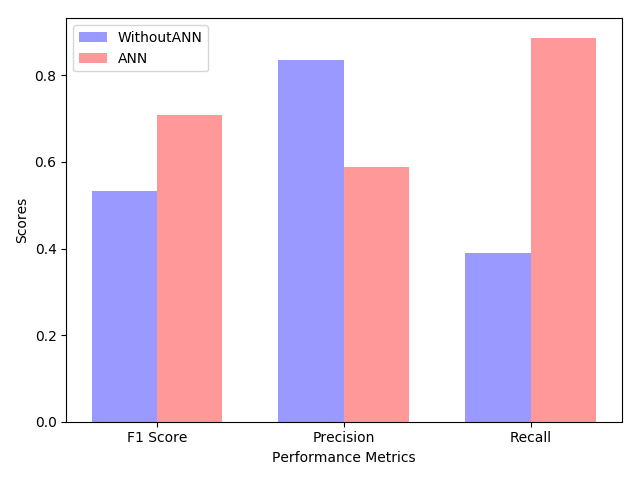 WithoutANN
ANN
0.8
0.6
0.4
0.2
0.0
Scores
F1 Score Precision Recall
Performance Metrics